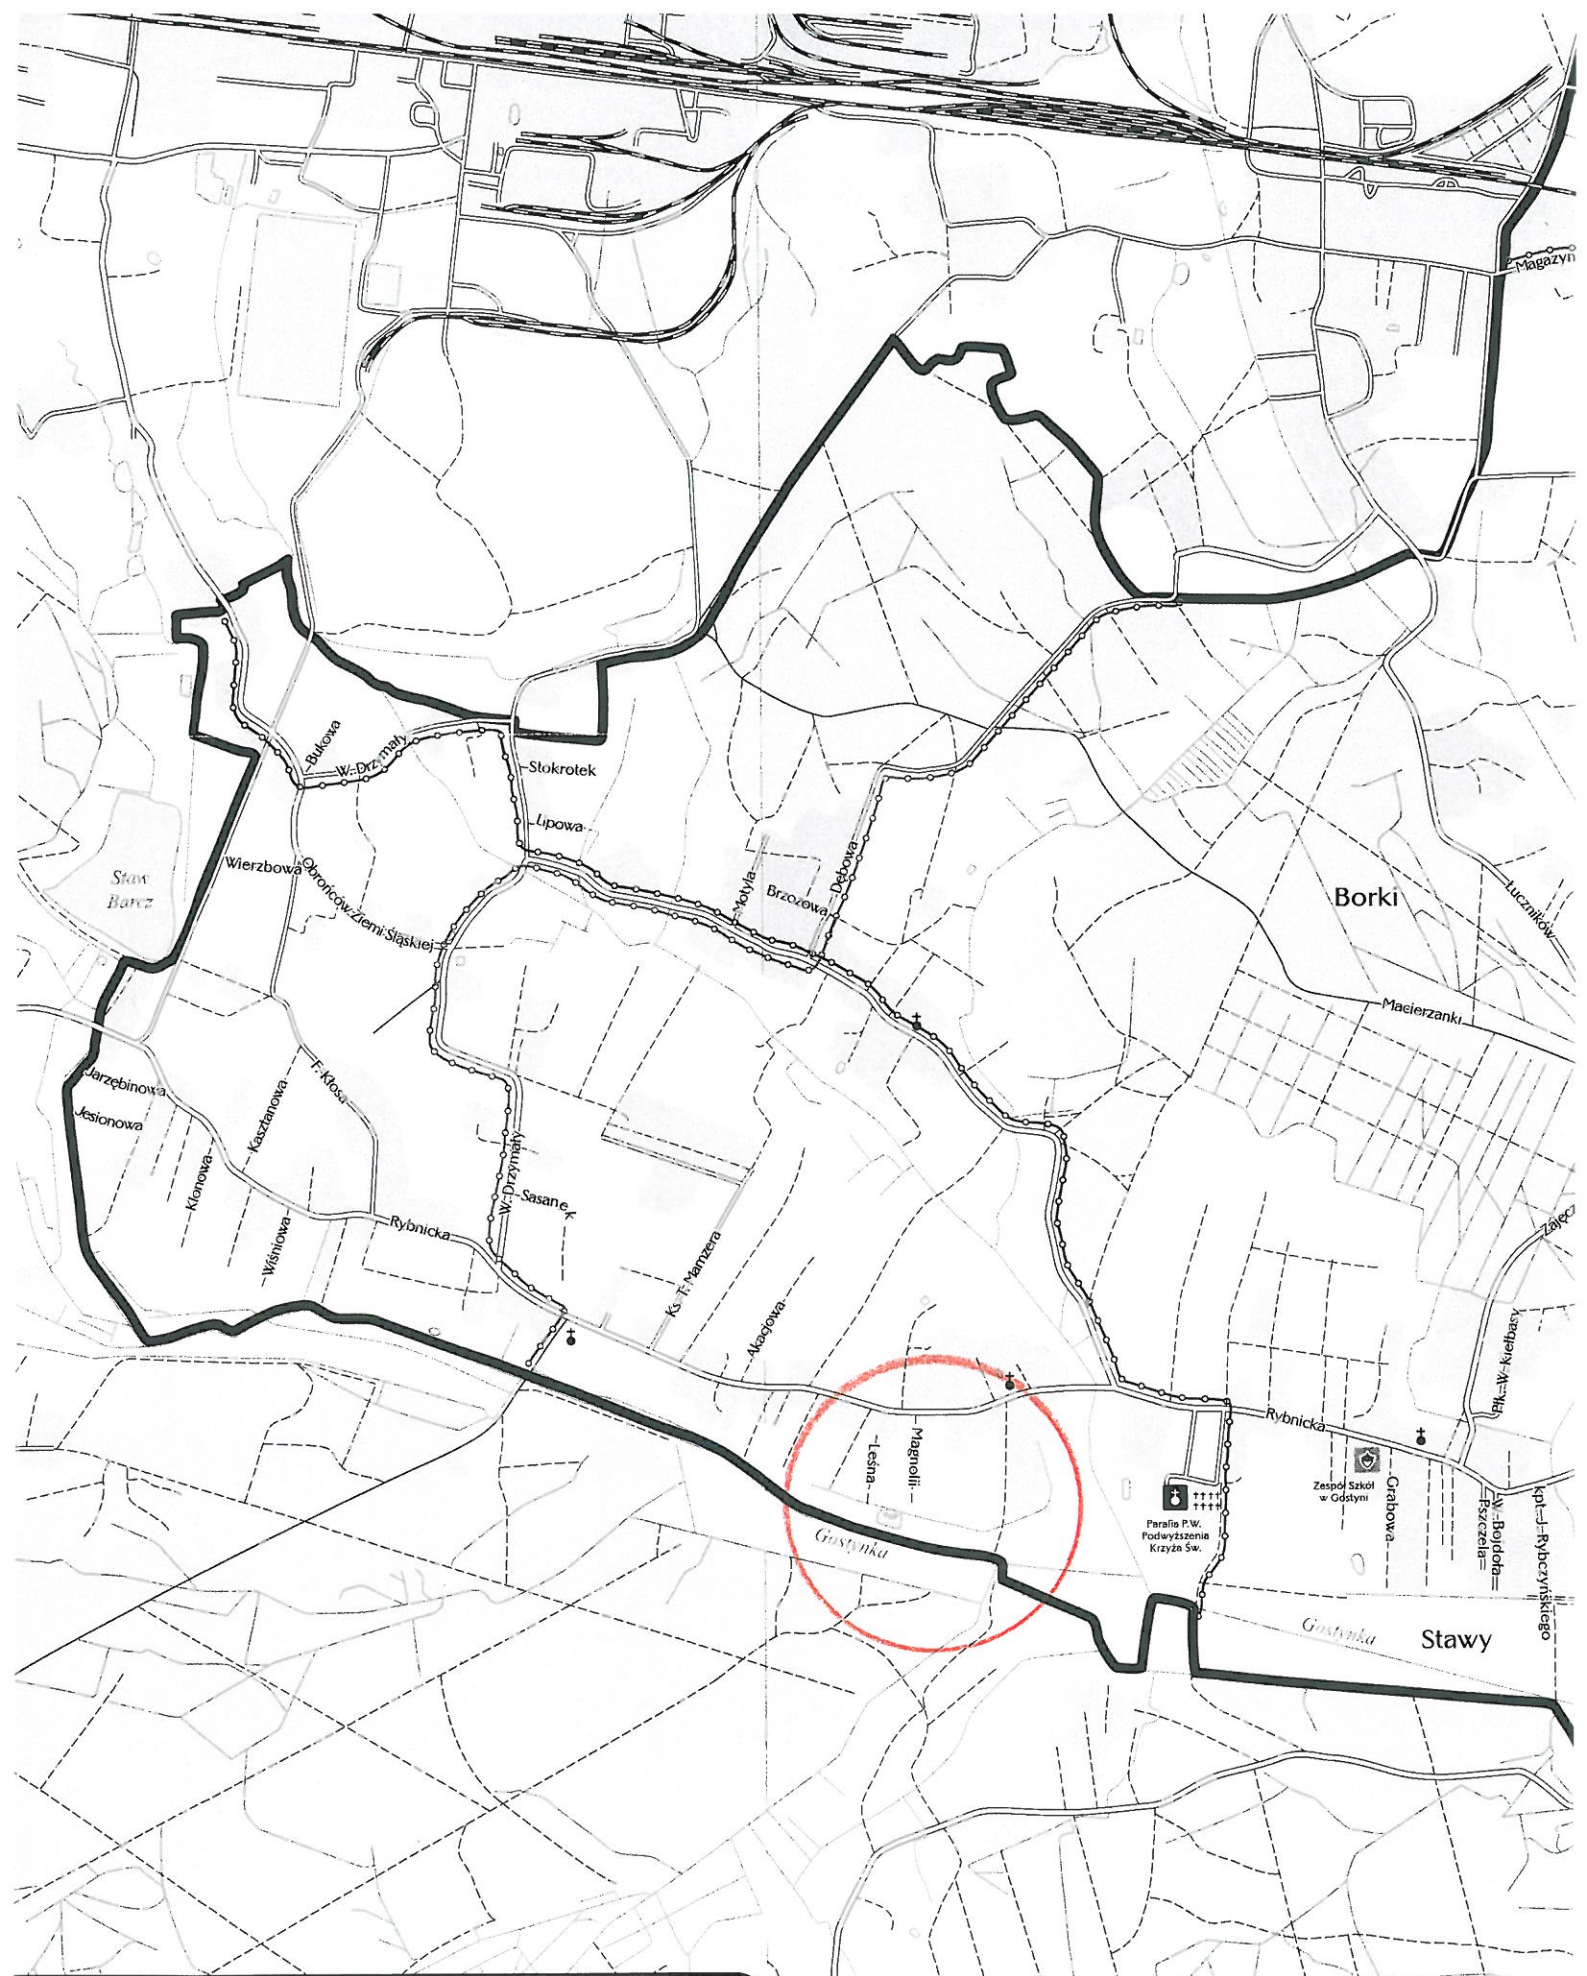 Magazyn
Bukowa
W. Drzymały
Stokrotek
Lipowa
Wierzbowa
Obrońców Ziemi Śląskiej
Staw
Barcz
Motyla
Brzozowa
Dębowa
Borki
Łuczników
Macierzanki
Jarzębinowa
Jesionowa
Kasztanowa
F. Kłosa
Klonowa
Wiśniowa
Rybnicka
W. Drzymały
Sasanek
Ks. T. Mamzera
Akacjowa
Zajęcz
Płk. W. Kiełbasy
Leśna
Magnolii
Rybnicka
Zespół Szkół
w Gostyni
Grabowa
Pszczela
W. Bojdoła
kpt. J. Rybczyńskiego
Parafia P.W.
Podwyższenia
Krzyża Św.
Gostynka
Gostynka
Stawy